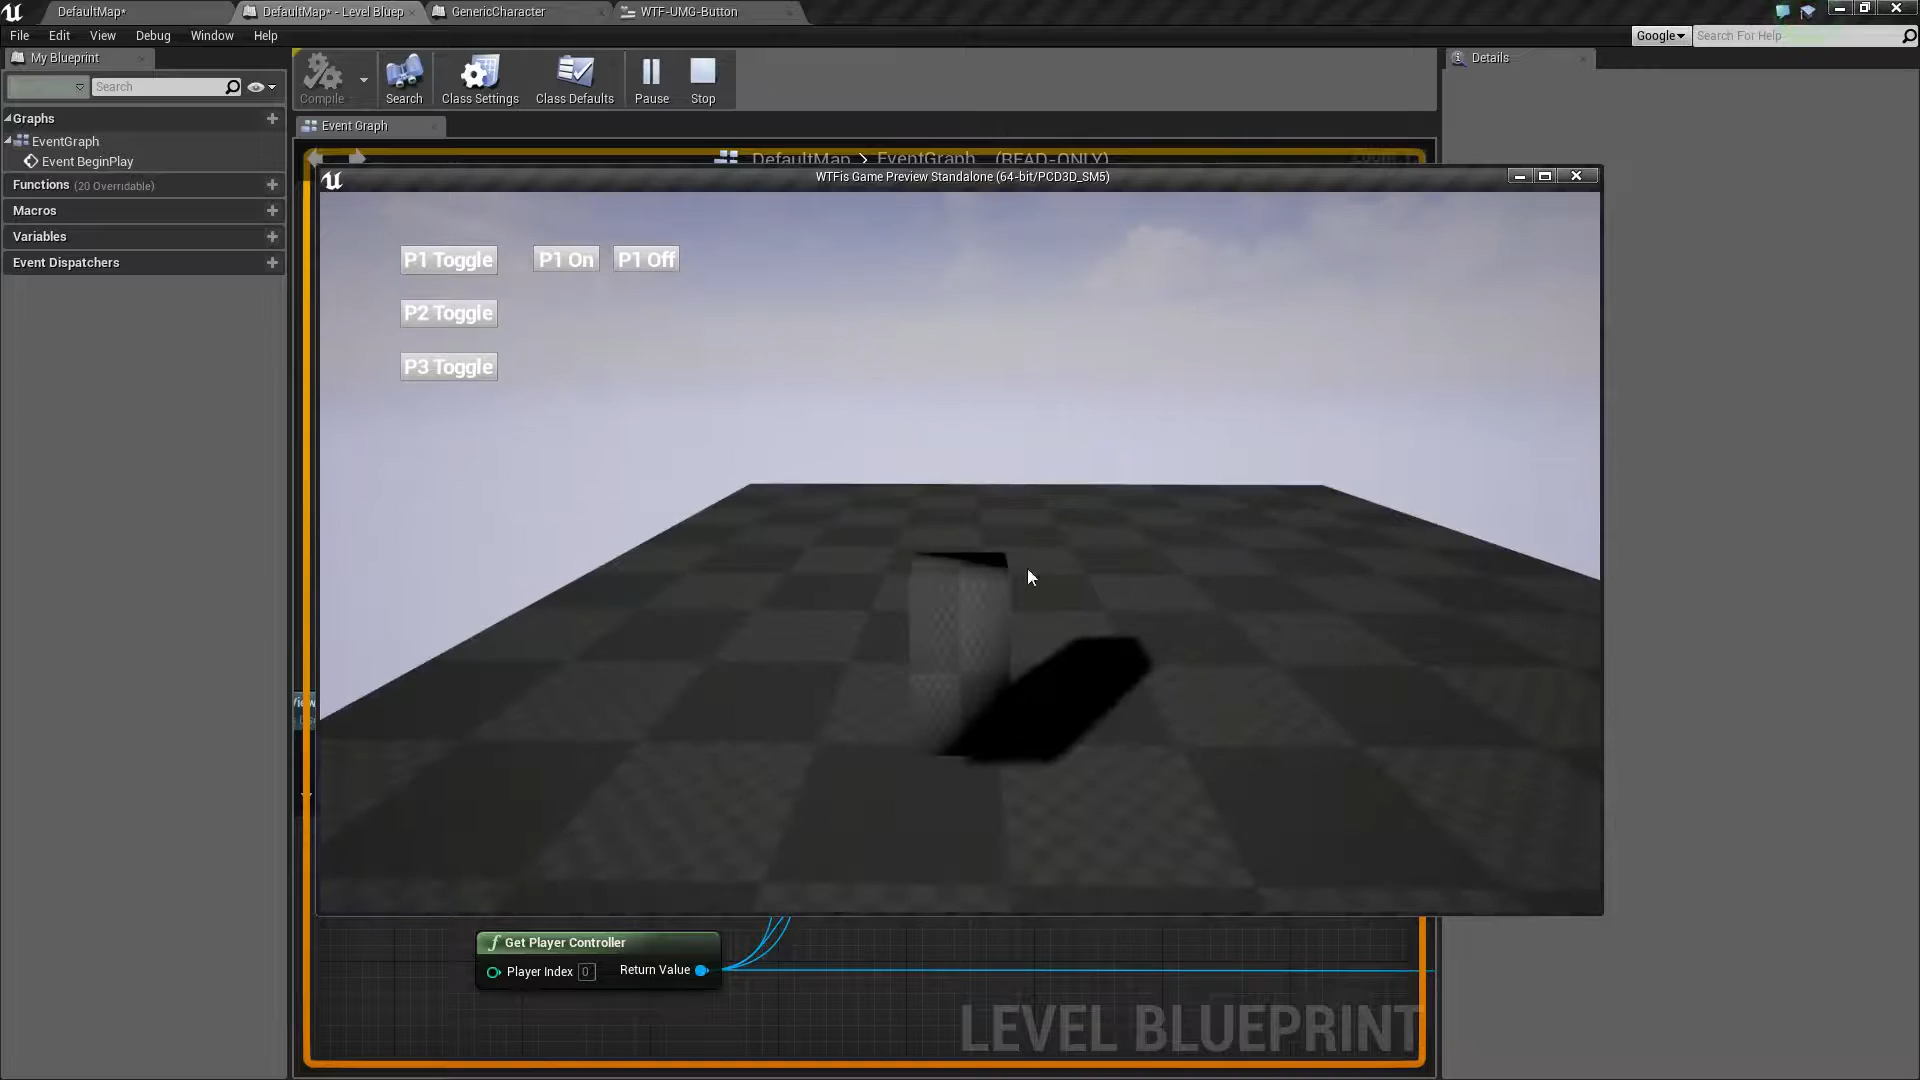 DefaultMap*
DefaultMap* - Level Bluep
GenericCharacter
WTF-UMG-Button
File Edit View Debug Window Help
Google
Search For Help
My Blueprint
Search
Graphs
EventGraph
Event BeginPlay
Functions (20 Overridable)
Macros
Variables
Event Dispatchers
Compile
Search
Class Settings
Class Defaults
Pause
Stop
Details
Event Graph
DefaultMap > EventGraph (READ-ONLY)
WTFis Game Preview Standalone (64-bit/PCD3D_SM5)
P1 Toggle
P1 On
P1 Off
P2 Toggle
P3 Toggle
Get Player Controller
Player Index 0
Return Value
LEVEL BLUEPRINT